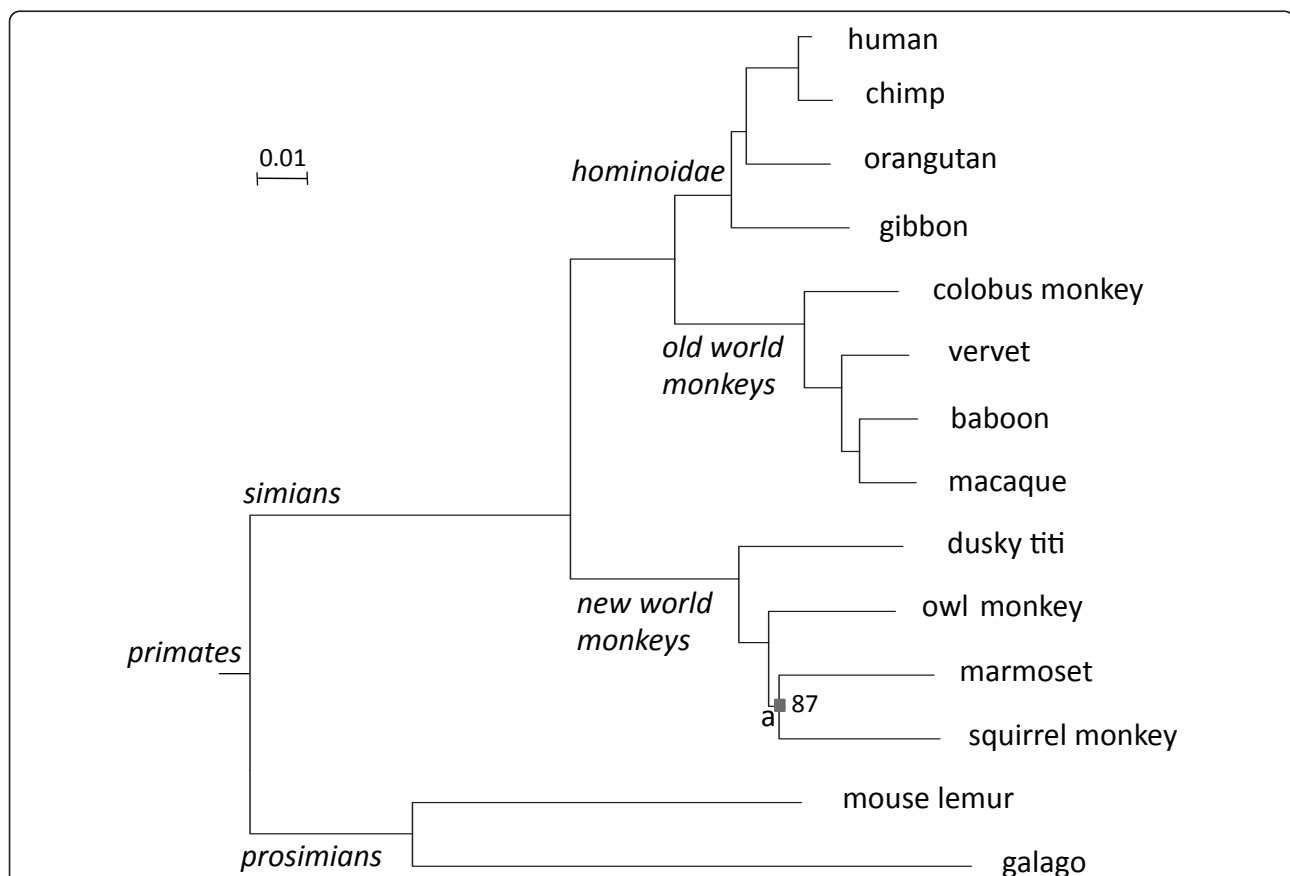 human
chimp
0.01
orangutan
hominoidae
gibbon
colobus monkey
old world
monkeys
vervet
baboon
macaque
simians
dusky titi
new world
monkeys
owl monkey
primates
marmoset
a 87
squirrel monkey
mouse lemur
prosimians
galago